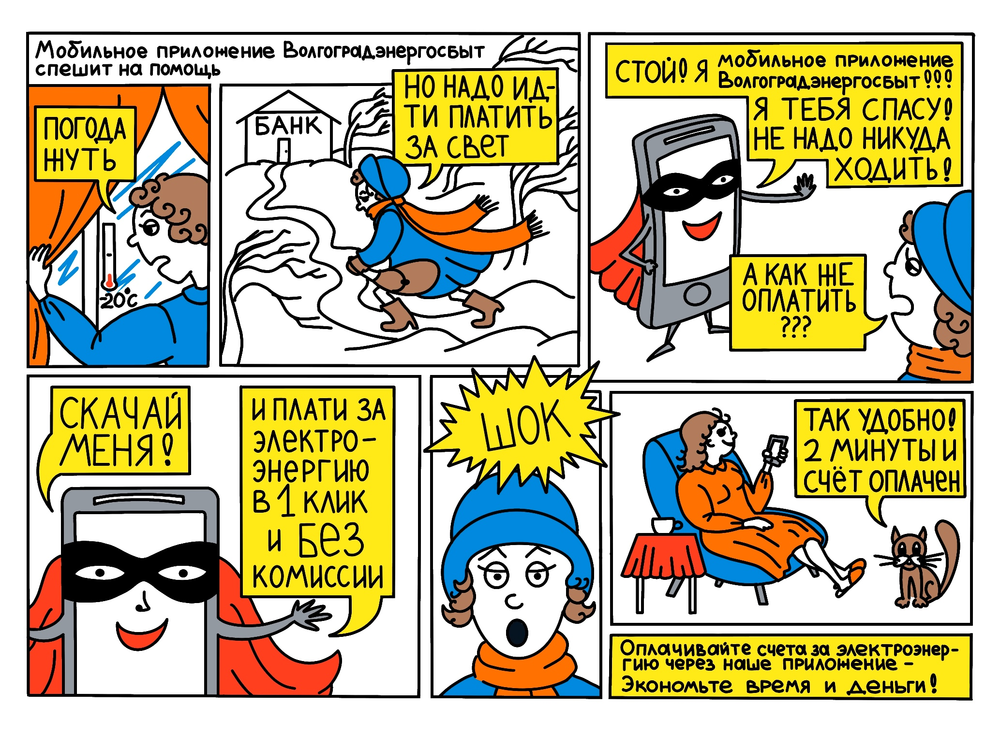 Мобильное приложение Волгоградэнергосбыт
спешит на помощь
ПОГОДА
ЖУТЬ
-20°С
БАНК
НО НАДО ИД-
ТИ ПЛАТИТЬ
ЗА СВЕТ
СТОЙ! Я мобильное приложение
Волгоградэнергосбыт!!!
Я ТЕБЯ СПАСУ!
НЕ НАДО НИКУДА
ХОДИТЬ!
А КАК ЖЕ
ОПЛАТИТЬ
???
СКАЧАЙ
МЕНЯ!
И ПЛАТИ ЗА
ЭЛЕКТРО-
ЭНЕРГИЮ
В 1 КЛИК
И БЕЗ
КОМИССИИ
ШОК
ТАК УДОБНО!
2 МИНУТЫ И
СЧЁТ ОПЛАЧЕН
Оплачивайте счета за электроэнер-
гию через наше приложение -
Экономьте время и деньги!